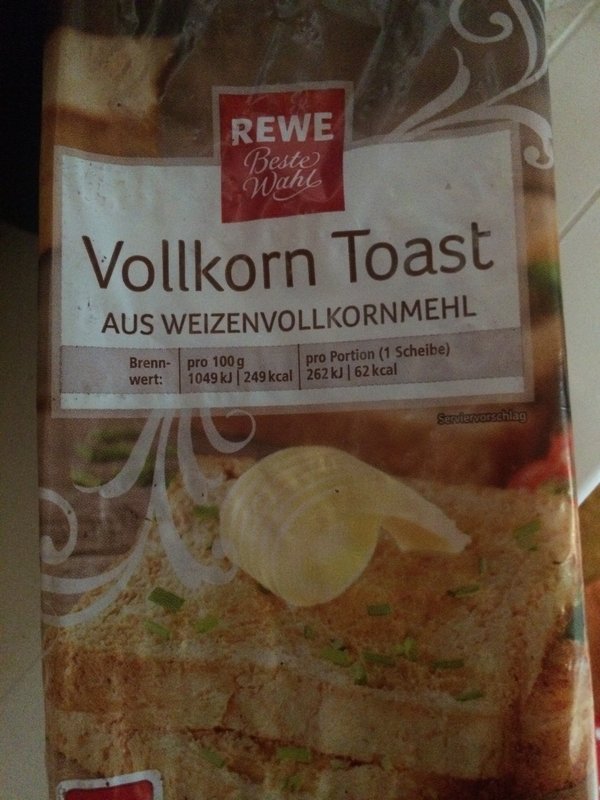 REWE
Beste
Wahl
Vollkorn Toast
AUS WEIZENVOLLKORNMEHL
Brenn-
wert:
pro 100g
1049 kJ | 249 kcal
pro Portion (1 Scheibe)
262 kJ | 62 kcal
Serviervorschlag